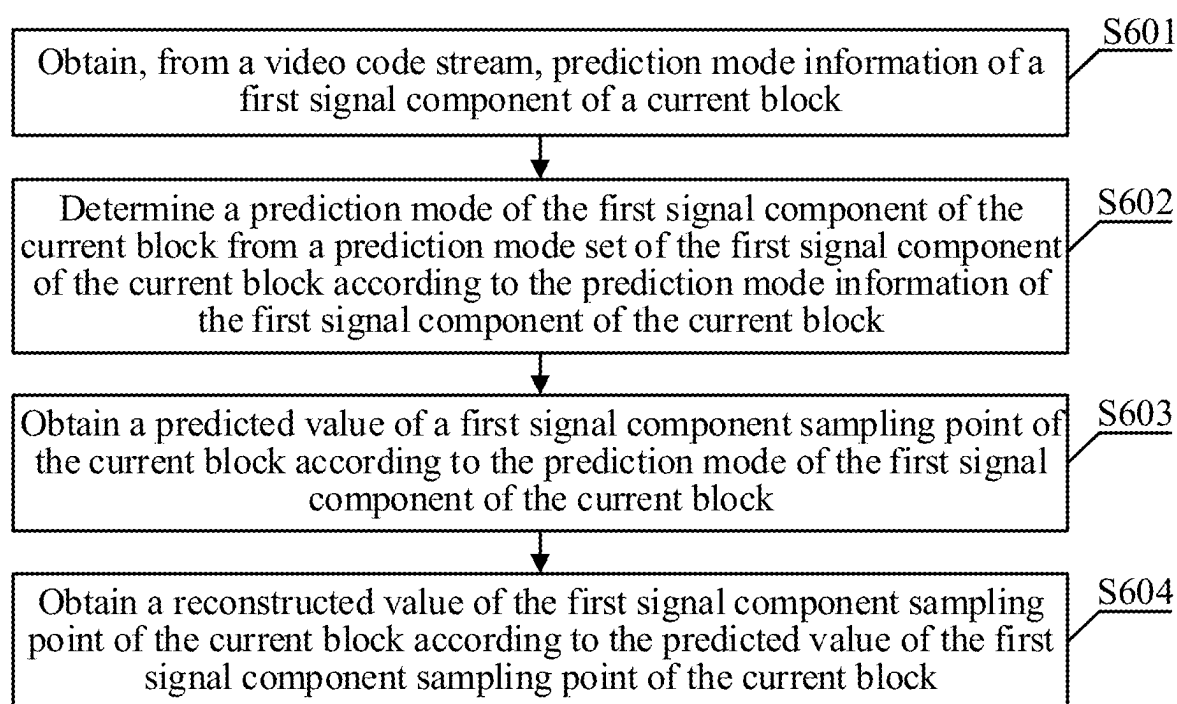 S601
Obtain, from a video code stream, prediction mode information of a
first signal component of a current block
S602
Determine a prediction mode of the first signal component of the
current block from a prediction mode set of the first signal component
of the current block according to the prediction mode information of
the first signal component of the current block
S603
Obtain a predicted value of a first signal component sampling point of
the current block according to the prediction mode of the first signal
component of the current block
S604
Obtain a reconstructed value of the first signal component sampling
point of the current block according to the predicted value of the first
signal component sampling point of the current block